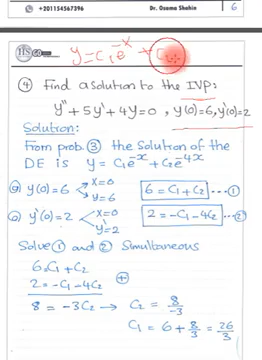 +201154567396 Dr. Osama Shahin 6
y = c₁e^-x + c₂
④ Find a solution to the IVP:
y'' + 5y' + 4y = 0, y(0)=6, y'(0)=2
Solution:
From prob. ③ the Solution of
the DE is y = c₁e^-x + c₂e^-4x
@ y(0)=6 x=0 y=6 6 = c₁ + c₂ ---- ①
@ y'(0)=2 x=0 y'=2 2 = -c₁ - 4c₂ ---②
Solve ① and ② Simultaneous
6 = c₁ + c₂
2 = -c₁ - 4c₂ +
8 = -3c₂ → c₂ = 8/-3
c₁ = 6 + 8/3 = 26/3